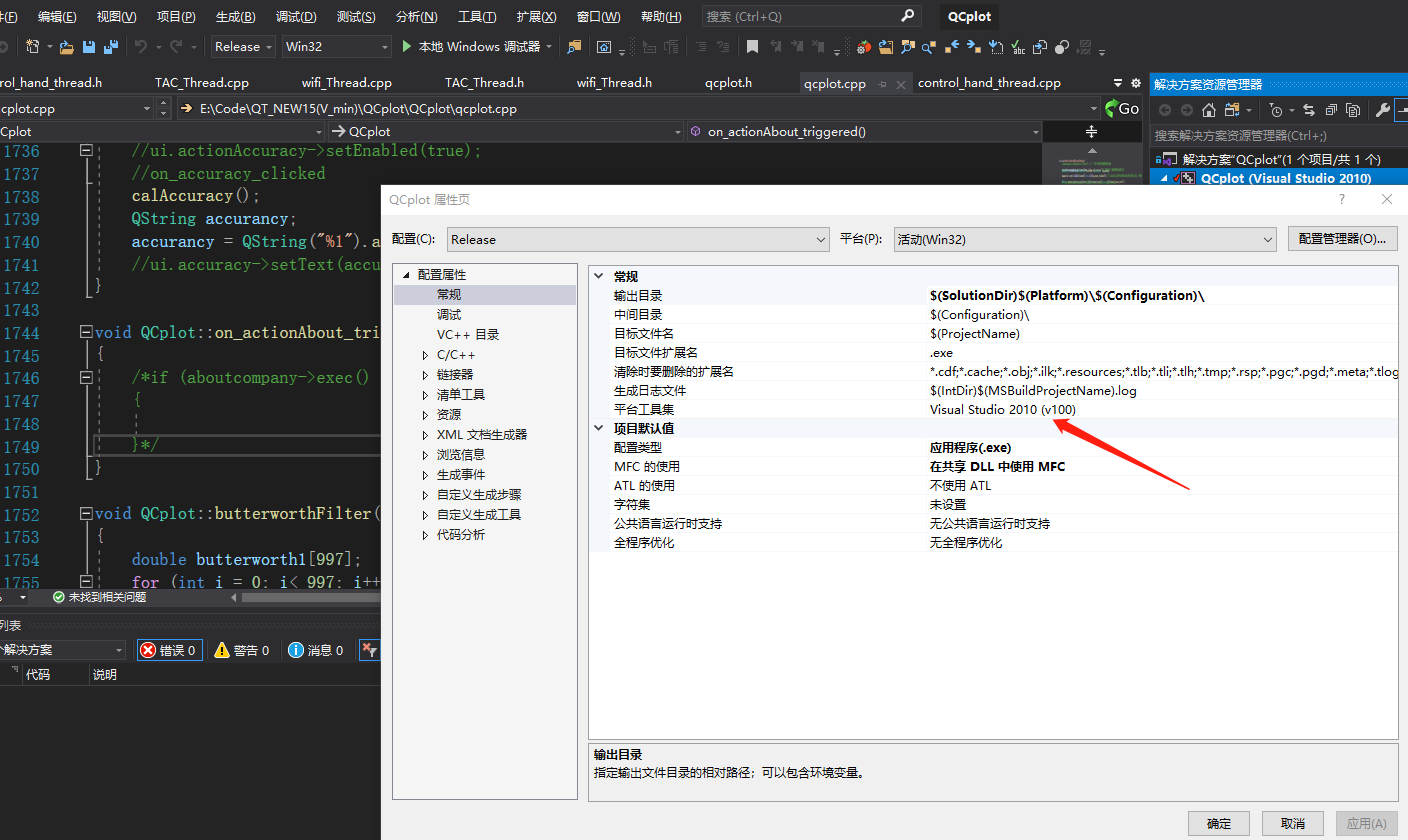 件(F) 编辑(E) 视图(V) 项目(P) 生成(B) 调试(D) 测试(S) 分析(N) 工具(T) 扩展(X) 窗口(W) 帮助(H) 搜索 (Ctrl+Q) QCplot
Release Win32 本地 Windows 调试器
rol_hand_thread.h TAC_Thread.cpp wifi_Thread.cpp TAC_Thread.h wifi_Thread.h qcplot.h qcplot.cpp control_hand_thread.cpp
cplot.cpp E:\Code\QT_NEW15(V_min)\QCplot\QCplot\qcplot.cpp Go
Cplot QCplot on_actionAbout_triggered()
解决方案资源管理器
搜索解决方案资源管理器(Ctrl+;)
解决方案"QCplot"(1 个项目/共 1 个)
QCplot (Visual Studio 2010)
1736 //ui.actionAccuracy->setEnabled(true);
1737 //on_accuracy_clicked
1738 calAccuracy();
1739 QString accurancy;
1740 accurancy = QString("%1").a
1741 //ui.accuracy->setText(accu
1742 }
1743
1744 void QCplot::on_actionAbout_tri
1745 {
1746 /*if (aboutcompany->exec()
1747 {
1748
1749 }*/
1750 }
1751
1752 void QCplot::butterworthFilter(
1753 {
1754 double butterworth1[997];
1755 for (int i = 0; i< 997; i++
未找到相关问题
列表
个解决方案 错误 0 警告 0 消息 0
代码 说明
QCplot 属性页 ? ×
配置(C): Release 平台(P): 活动(Win32) 配置管理器(O)...
配置属性
常规
调试
VC++ 目录
C/C++
链接器
清单工具
资源
XML 文档生成器
浏览信息
生成事件
自定义生成步骤
自定义生成工具
代码分析
常规
输出目录 $(SolutionDir)$(Platform)\$(Configuration)\
中间目录 $(Configuration)\
目标文件名 $(ProjectName)
目标文件扩展名 .exe
清除时要删除的扩展名 *.cdf;*.cache;*.obj;*.ilk;*.resources;*.tlb;*.tli;*.tlh;*.tmp;*.rsp;*.pgc;*.pgd;*.meta;*.tlog
生成日志文件 $(IntDir)$(MSBuildProjectName).log
平台工具集 Visual Studio 2010 (v100)
项目默认值
配置类型 应用程序(.exe)
MFC 的使用 在共享 DLL 中使用 MFC
ATL 的使用 不使用 ATL
字符集 未设置
公共语言运行时支持 无公共语言运行时支持
全程序优化 无全程序优化
输出目录
指定输出文件目录的相对路径；可以包含环境变量。
确定 取消 应用(A)